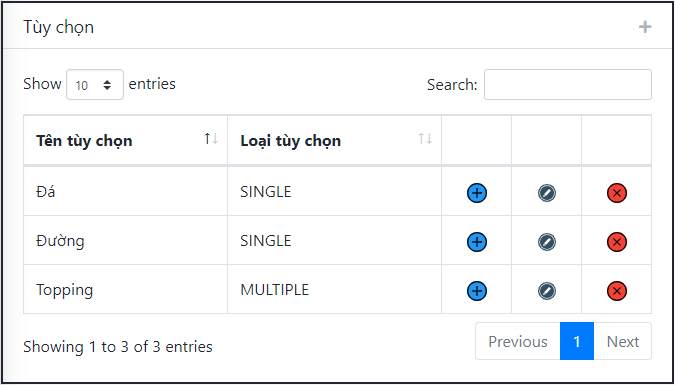 Tùy chọn
Show 10 entries Search:
Tên tùy chọn Loại tùy chọn
Đá SINGLE
Đường SINGLE
Topping MULTIPLE
Showing 1 to 3 of 3 entries Previous 1 Next